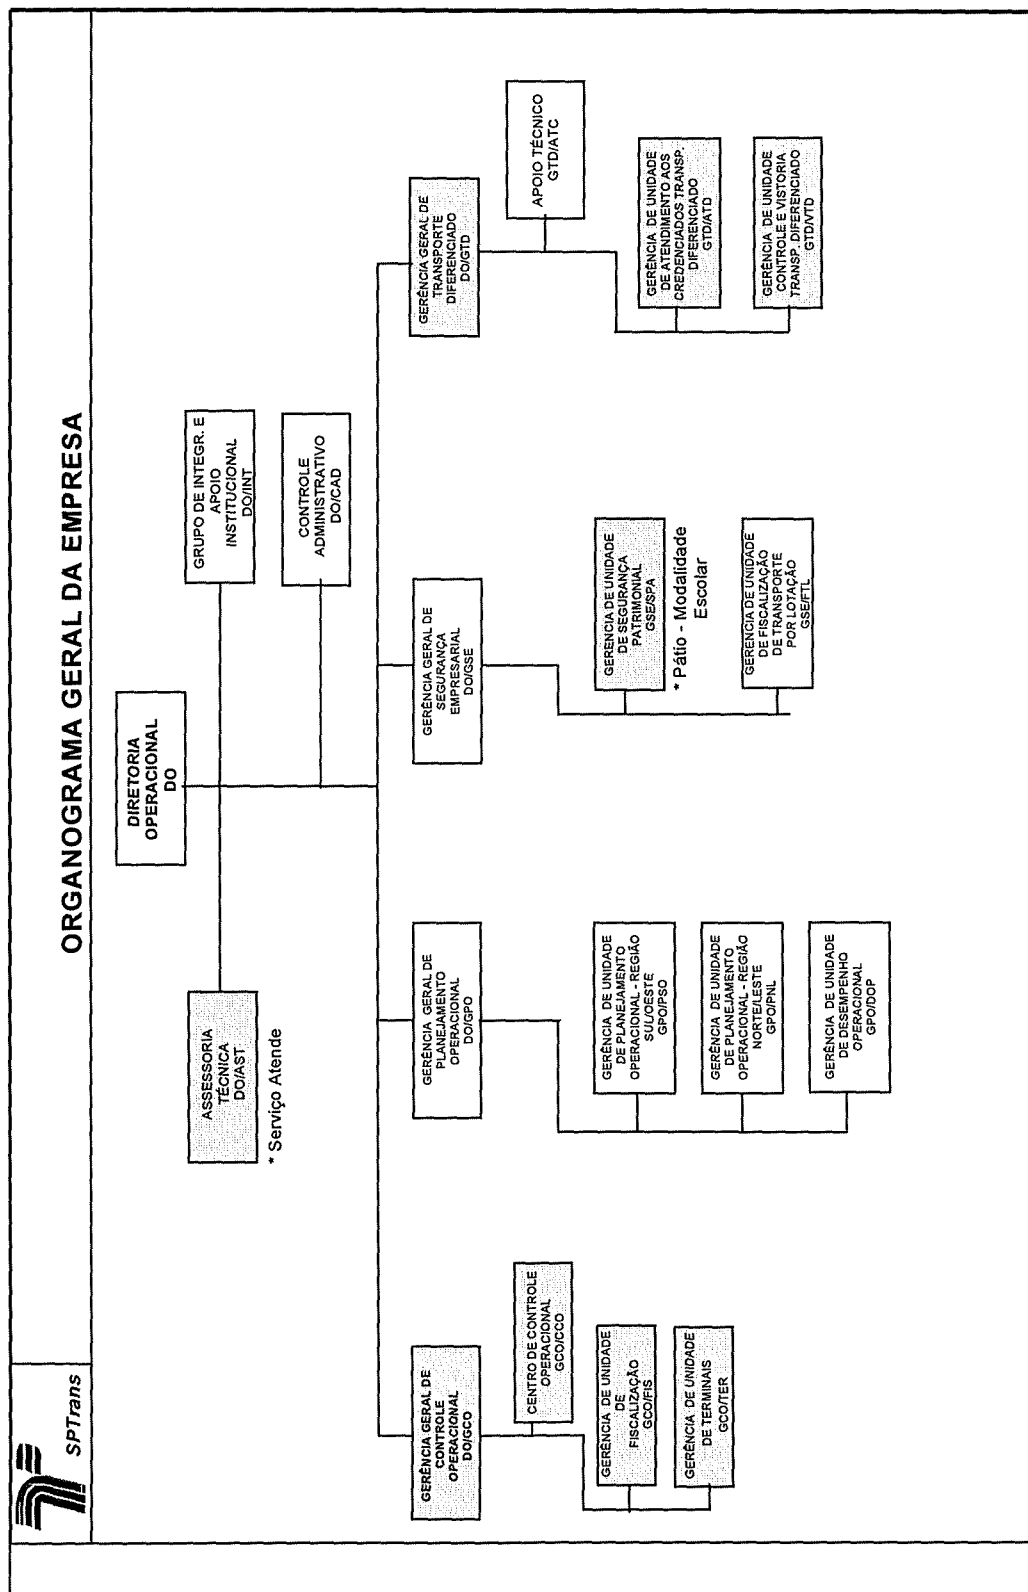 SPTrans
ORGANOGRAMA GERAL DA EMPRESA
DIRETORIA
OPERACIONAL
DO
ASSESSORIA
TÉCNICA
DO/AST
* Serviço Atende
GRUPO DE INTEGR. E
APOIO
INSTITUCIONAL
DO/INT
CONTROLE
ADMINISTRATIVO
DO/CAD
GERÊNCIA GERAL DE
CONTROLE
OPERACIONAL
DO/GCO
CENTRO DE CONTROLE
OPERACIONAL
GCO/CCO
GERÊNCIA DE UNIDADE
DE
FISCALIZAÇÃO
GCO/FIS
GERÊNCIA DE UNIDADE
DE TERMINAIS
GCO/TER
GERÊNCIA GERAL DE
PLANEJAMENTO
OPERACIONAL
DO/GPO
GERÊNCIA DE UNIDADE
DE PLANEJAMENTO
OPERACIONAL - REGIÃO
SUL/OESTE
GPO/PSO
GERÊNCIA DE UNIDADE
DE PLANEJAMENTO
OPERACIONAL - REGIÃO
NORTE/LESTE
GPO/PNL
GERÊNCIA DE UNIDADE
DE DESEMPENHO
OPERACIONAL
GPO/DOP
GERÊNCIA GERAL DE
SEGURANÇA
EMPRESARIAL
DO/GSE
GERENCIA DE UNIDADE
DE SEGURANÇA
PATRIMONIAL
GSE/SPA
* Pátio - Modalidade
Escolar
GERENCIA DE UNIDADE
DE FISCALIZAÇÃO
DE TRANSPORTE
POR LOTAÇÃO
GSE/FTL
GERÊNCIA GERAL DE
TRANSPORTE
DIFERENCIADO
DO/GTD
APOIO TÉCNICO
GTD/ATC
GERÊNCIA DE UNIDADE
DE ATENDIMENTO AOS
CREDENCIADOS TRANSP.
DIFERENCIADO
GTD/ATD
GERÊNCIA DE UNIDADE
CONTROLE E VISTORIA
TRANSP. DIFERENCIADO
GTD/VTD